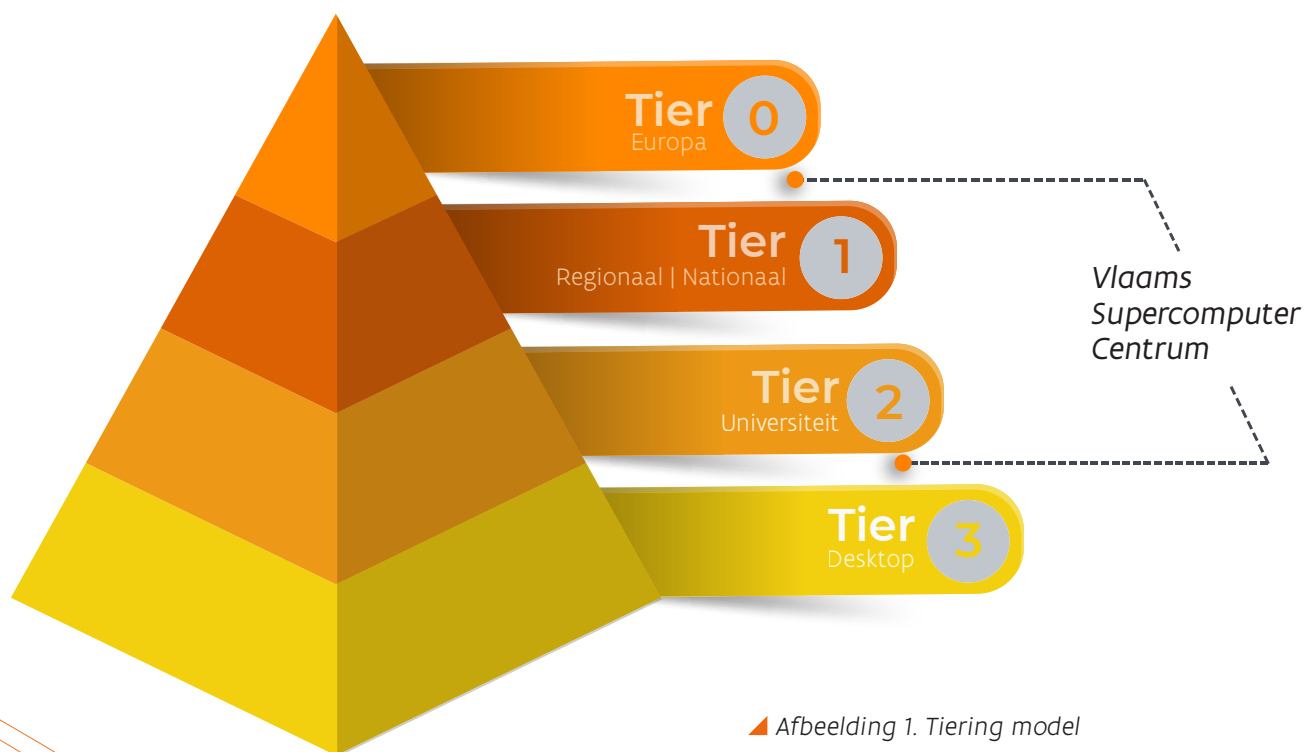 Tier 0
Europa
Tier 1
Regionaal | Nationaal
Tier 2
Universiteit
Tier 3
Desktop
Vlaams
Supercomputer
Centrum
Afbeelding 1. Tiering model